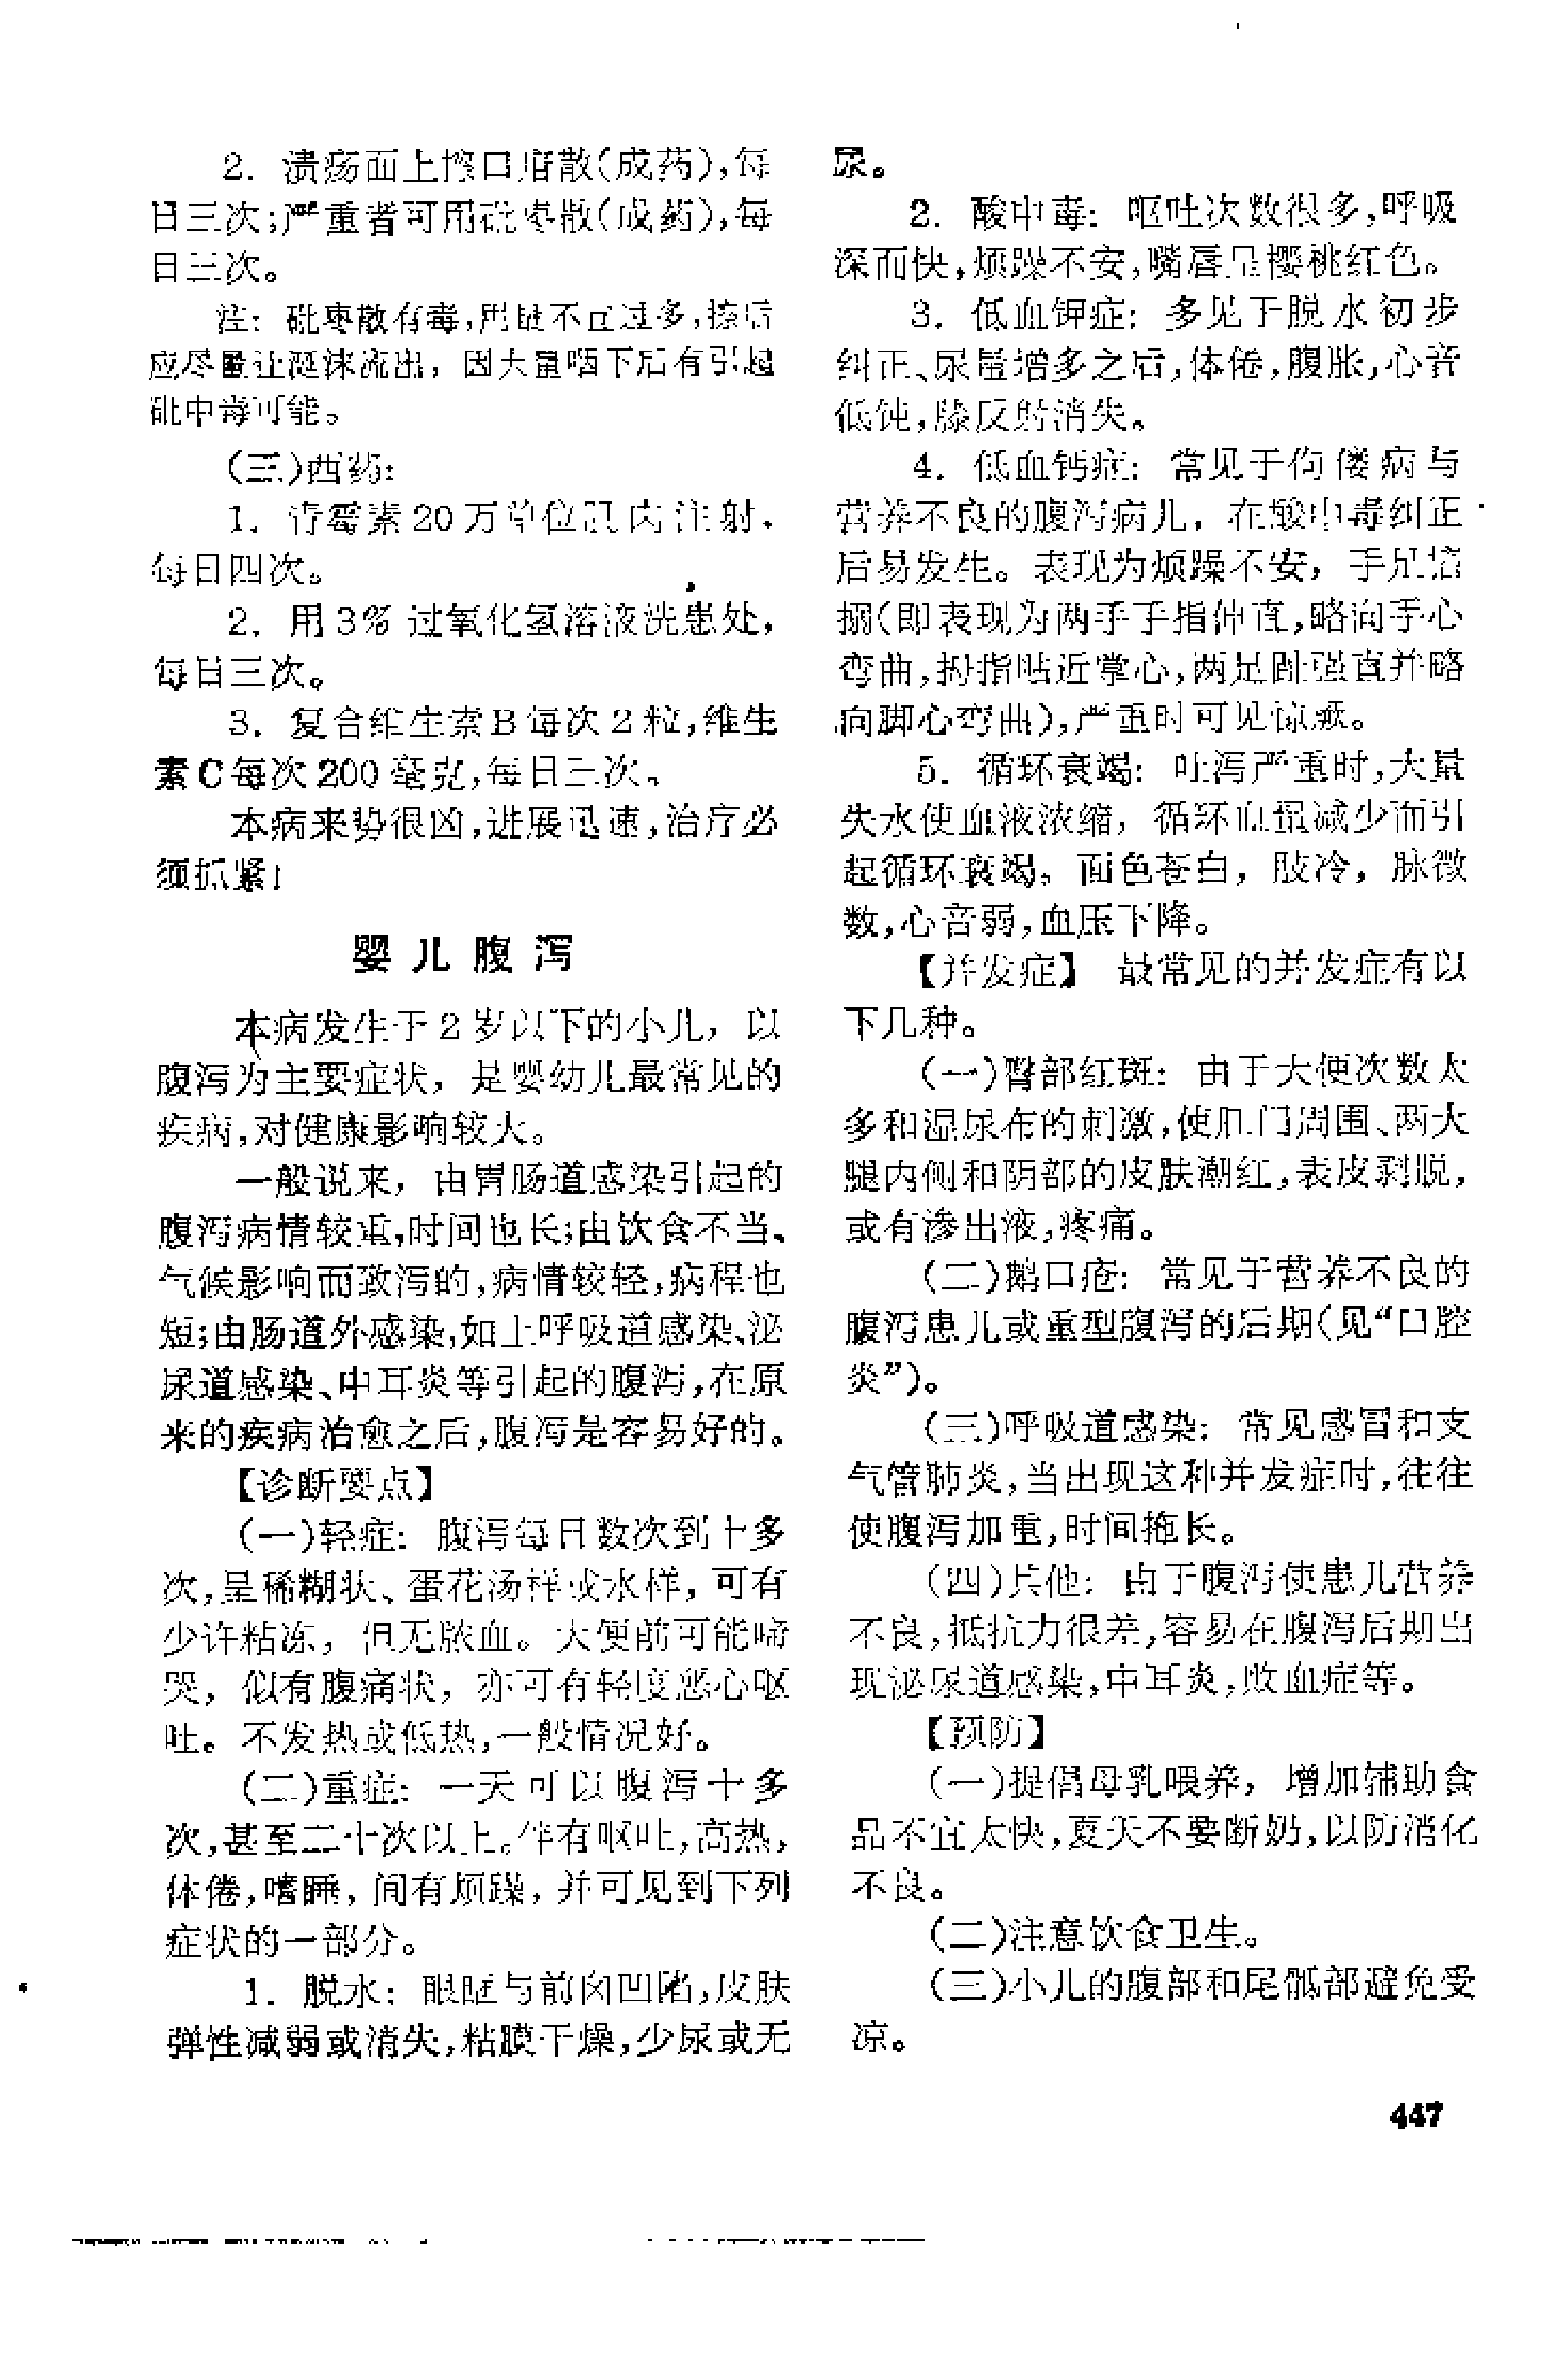 2. 溃疡面上擦口疳散(成药),每
日三次;严重者可用砒枣散(成药),每
日三次。
注: 砒枣散有毒,用量不宜过多,擦后
应尽量让涎沫流出, 因大量咽下后有引起
砒中毒可能。
(三)西药:
1. 青霉素20万单位肌内注射,
每日四次。
2. 用3%过氧化氢溶液洗患处,
每日三次。
3. 复合维生素B每次2粒,维生
素C每次200毫克,每日三次。
本病来势很凶,进展迅速,治疗必
须抓紧!
婴儿腹泻
本病发生于2岁以下的小儿, 以
腹泻为主要症状, 是婴幼儿最常见的
疾病,对健康影响较大。
一般说来, 由胃肠道感染引起的
腹泻病情较重,时间也长;由饮食不当、
气候影响而致泻的,病情较轻,病程也
短;由肠道外感染,如上呼吸道感染、泌
尿道感染、中耳炎等引起的腹泻,在原
来的疾病治愈之后,腹泻是容易好的。
【诊断要点】
(一)轻症: 腹泻每日数次到十多
次,呈稀糊状、蛋花汤样或水样, 可有
少许粘冻, 但无脓血。大便前可能啼
哭, 似有腹痛状, 亦可有轻度恶心呕
吐。不发热或低热,一般情况好。
(二)重症: 一天可以腹泻十多
次,甚至二十次以上。伴有呕吐,高热,
体倦,嗜睡, 间有烦躁, 并可见到下列
症状的一部分。
1. 脱水: 眼眶与前囟凹陷,皮肤
弹性减弱或消失,粘膜干燥,少尿或无
尿。
2. 酸中毒: 呕吐次数很多,呼吸
深而快,烦躁不安,嘴唇呈樱桃红色。
3. 低血钾症: 多见于脱水初步
纠正、尿量增多之后,体倦,腹胀,心音
低钝,膝反射消失。
4. 低血钙症: 常见于佝偻病与
营养不良的腹泻病儿, 在酸中毒纠正
后易发生。表现为烦躁不安, 手足搐
搦(即表现为两手手指伸直,略向手心
弯曲,拇指贴近掌心,两足卧强直并略
向脚心弯曲),严重时可见惊厥。
5. 循环衰竭: 吐泻严重时,大量
失水使血液浓缩, 循环血量减少而引
起循环衰竭。面色苍白, 肢冷, 脉微
数,心音弱,血压下降。
【并发症】 最常见的并发症有以
下几种。
(一)臀部红斑: 由于大便次数太
多和湿尿布的刺激,使肛门周围、两大
腿内侧和阴部的皮肤潮红,表皮剥脱,
或有渗出液,疼痛。
(二)鹅口疮: 常见于营养不良的
腹泻患儿或重型腹泻的后期(见“口腔
炎”)。
(三)呼吸道感染: 常见感冒和支
气管肺炎,当出现这种并发症时,往往
使腹泻加重,时间拖长。
(四)其他: 由于腹泻使患儿营养
不良,抵抗力很差,容易在腹泻后期出
现泌尿道感染,中耳炎,败血症等。
【预防】
(一)提倡母乳喂养, 增加辅助食
品不宜太快,夏天不要断奶,以防消化
不良。
(二)注意饮食卫生。
(三)小儿的腹部和尾骶部避免受
凉。
447